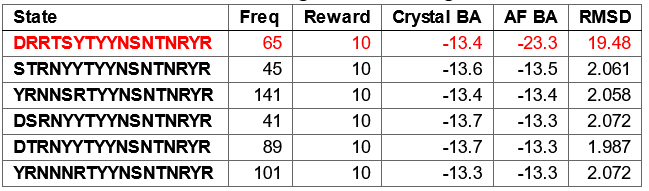 State Freq Reward Crystal BA AF BA RMSD
DRRTSYTYYNSNTNRYR 65 10 -13.4 -23.3 19.48
STRNYYTYYNSNTNRYR 45 10 -13.6 -13.5 2.061
YRNNSRTYYNSNTNRYR 141 10 -13.4 -13.4 2.058
DSRNYYTYYNSNTNRYR 41 10 -13.7 -13.3 2.072
DTRNYYTYYNSNTNRYR 89 10 -13.7 -13.3 1.987
YRNNNRTYYNSNTNRYR 101 10 -13.3 -13.3 2.072